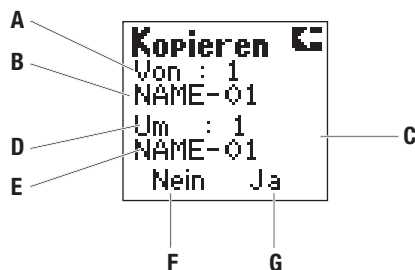 A
Kopieren
B
Von : 1
NAME-01
C
D
Um : 1
E
NAME-01
Nein Ja
F G